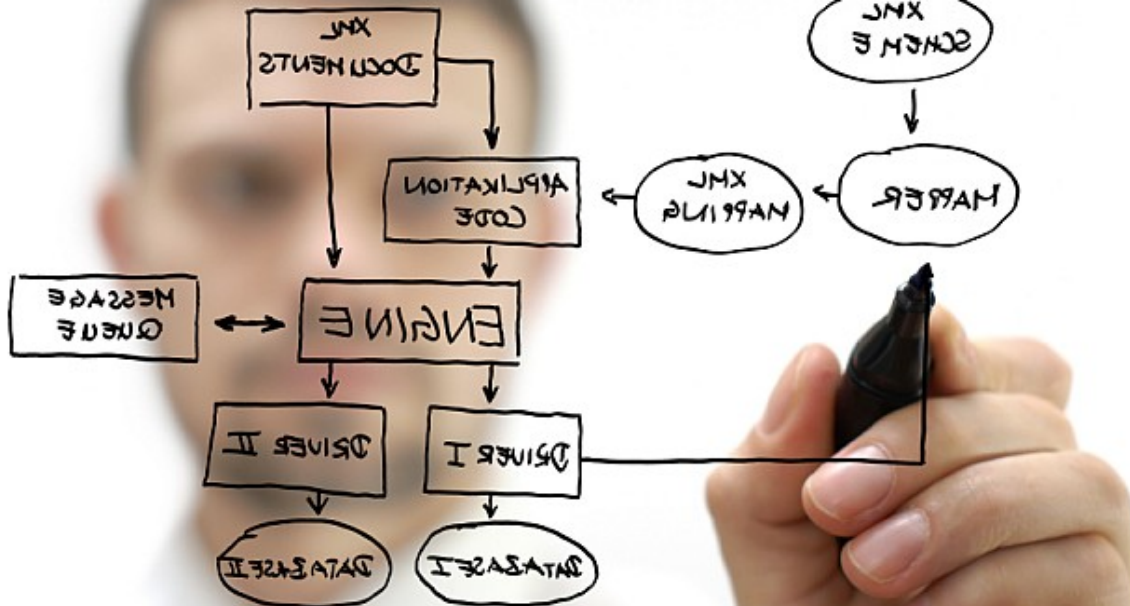 XML
DOCUMENTS
XML
SCHEME
APPLIKATION
CODE
XML
MAPPING
MAPPER
MESSAGE
QUEUE
ENGINE
DRIVER II
DRIVER I
DATABASE II
DATABASE I